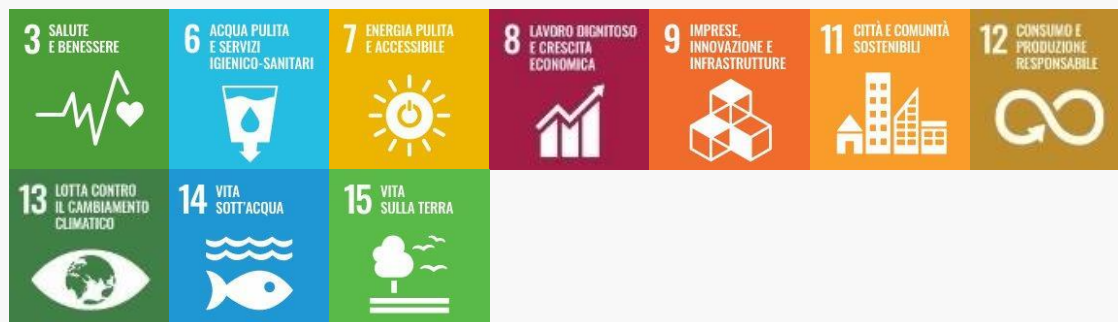 3 SALUTE
E BENESSERE
6 ACQUA PULITA
E SERVIZI
IGIENICO-SANITARI
7 ENERGIA PULITA
E ACCESSIBILE
8 LAVORO DIGNITOSO
E CRESCITA
ECONOMICA
9 IMPRESE,
INNOVAZIONE E
INFRASTRUTTURE
11 CITTÀ E COMUNITÀ
SOSTENIBILI
12 CONSUMO E
PRODUZIONE
RESPONSABILE
13 LOTTA CONTRO
IL CAMBIAMENTO
CLIMATICO
14 VITA
SOTT'ACQUA
15 VITA
SULLA TERRA